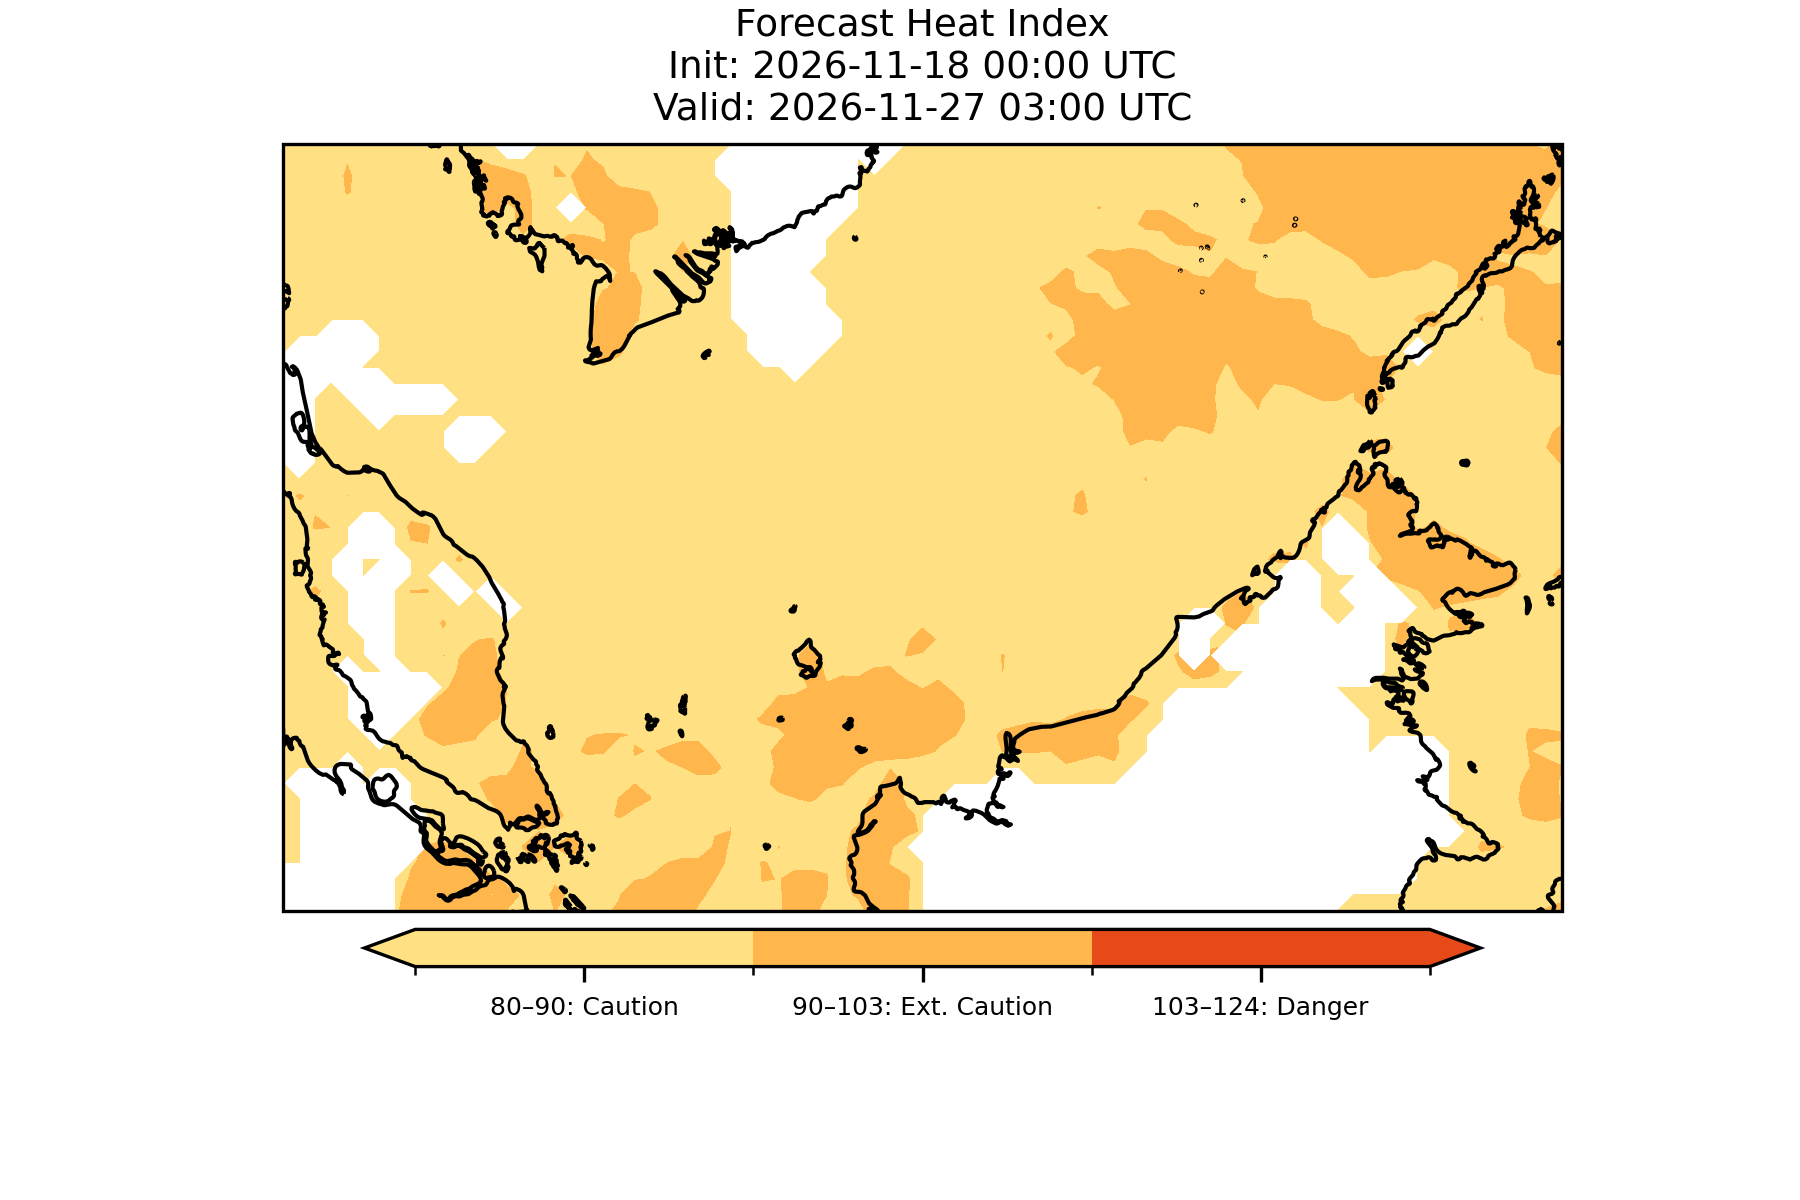 Forecast Heat Index
Init: 2026-11-18 00:00 UTC
Valid: 2026-11-27 03:00 UTC
80–90: Caution
90–103: Ext. Caution
103–124: Danger